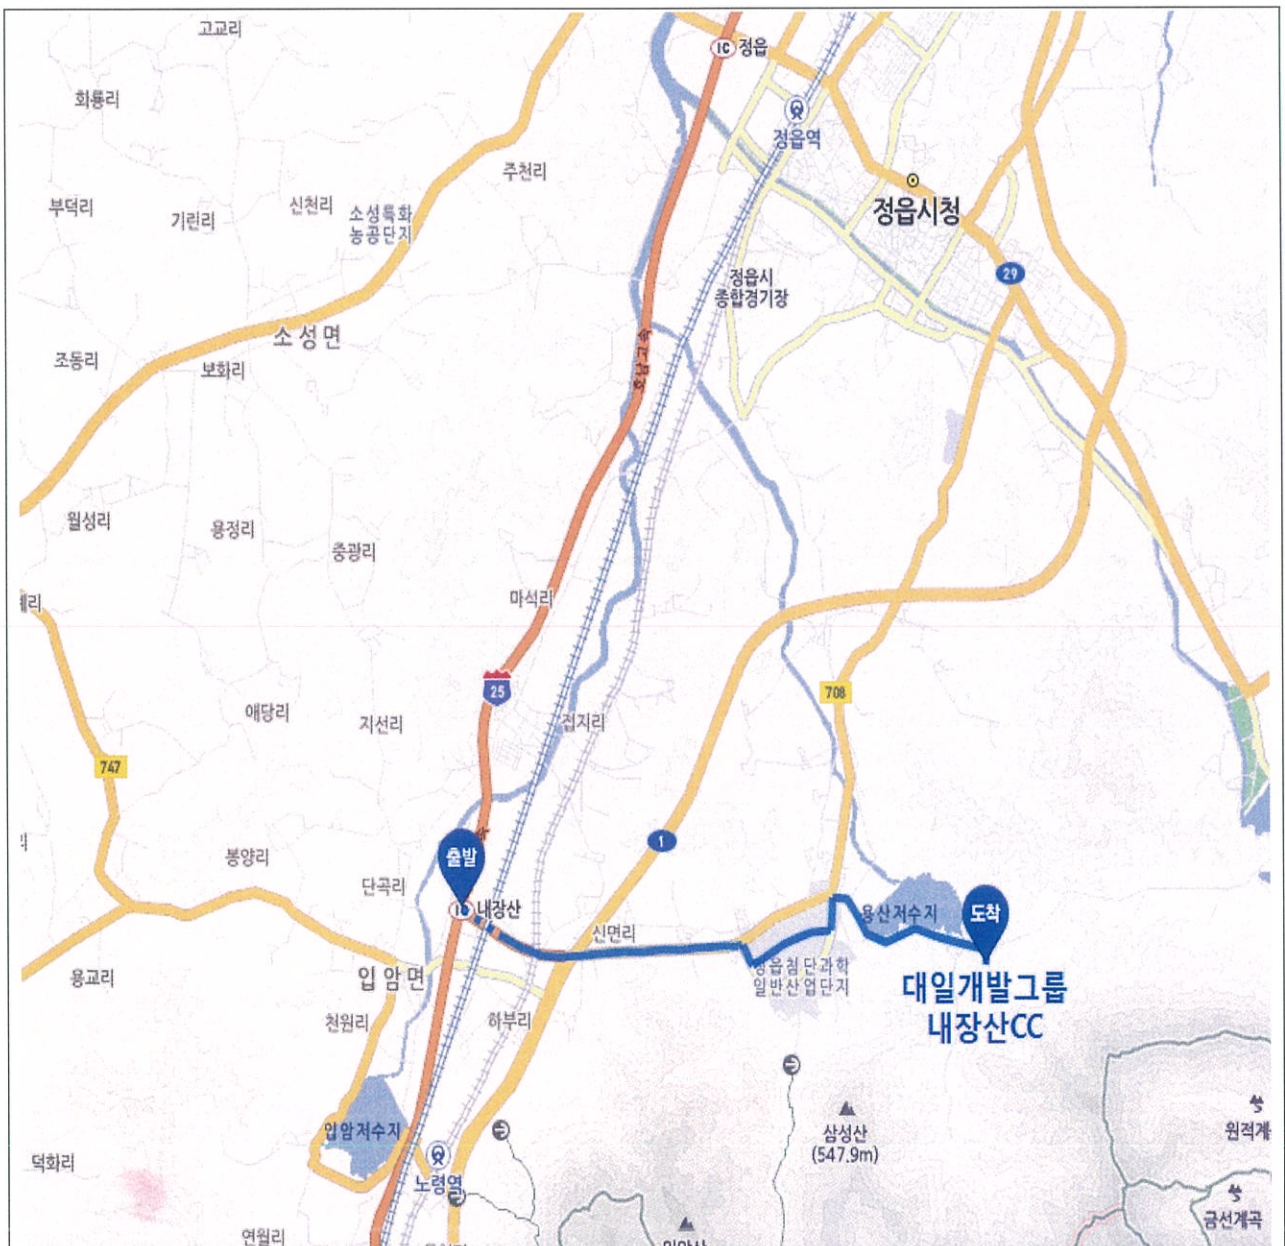 고교리
IC 정읍
화룡리
정읍역
주천리
부덕리
기린리
신천리
소성특화
농공단지
정읍시청
29
정읍시
종합경기장
호남고속
소성면
조동리
보화리
월성리
용정리
중광리
마석리
25
708
애당리
지선리
접지리
747
1
출발
봉양리
단곡리
내장산
용산저수지
도착
신면리
용교리
입암면
정읍첨단과학
일반산업단지
대일개발그룹
내장산CC
천원리
하부리
입암저수지
삼성산
(547.9m)
원적계
덕화리
노령역
금선계곡
연월리